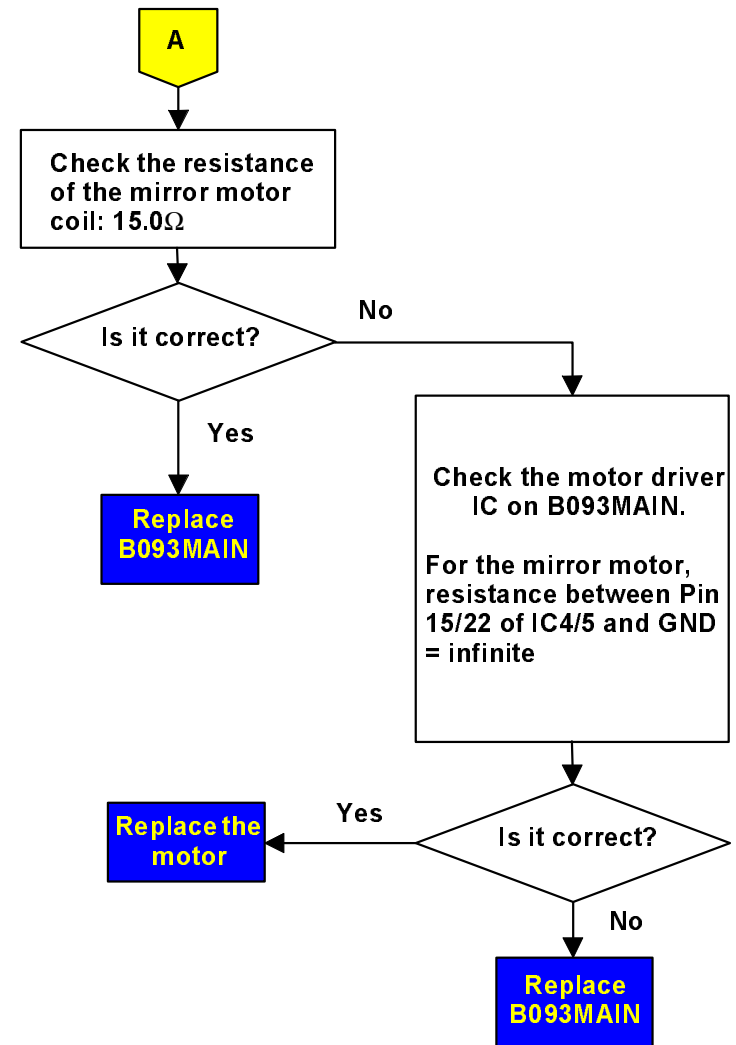 A
Check the resistance
of the mirror motor
coil: 15.0Ω
Is it correct?
No
Yes
Replace
B093MAIN
Check the motor driver
IC on B093MAIN.
For the mirror motor,
resistance between Pin
15/22 of IC4/5 and GND
= infinite
Is it correct?
Yes
Replace the
motor
No
Replace
B093MAIN